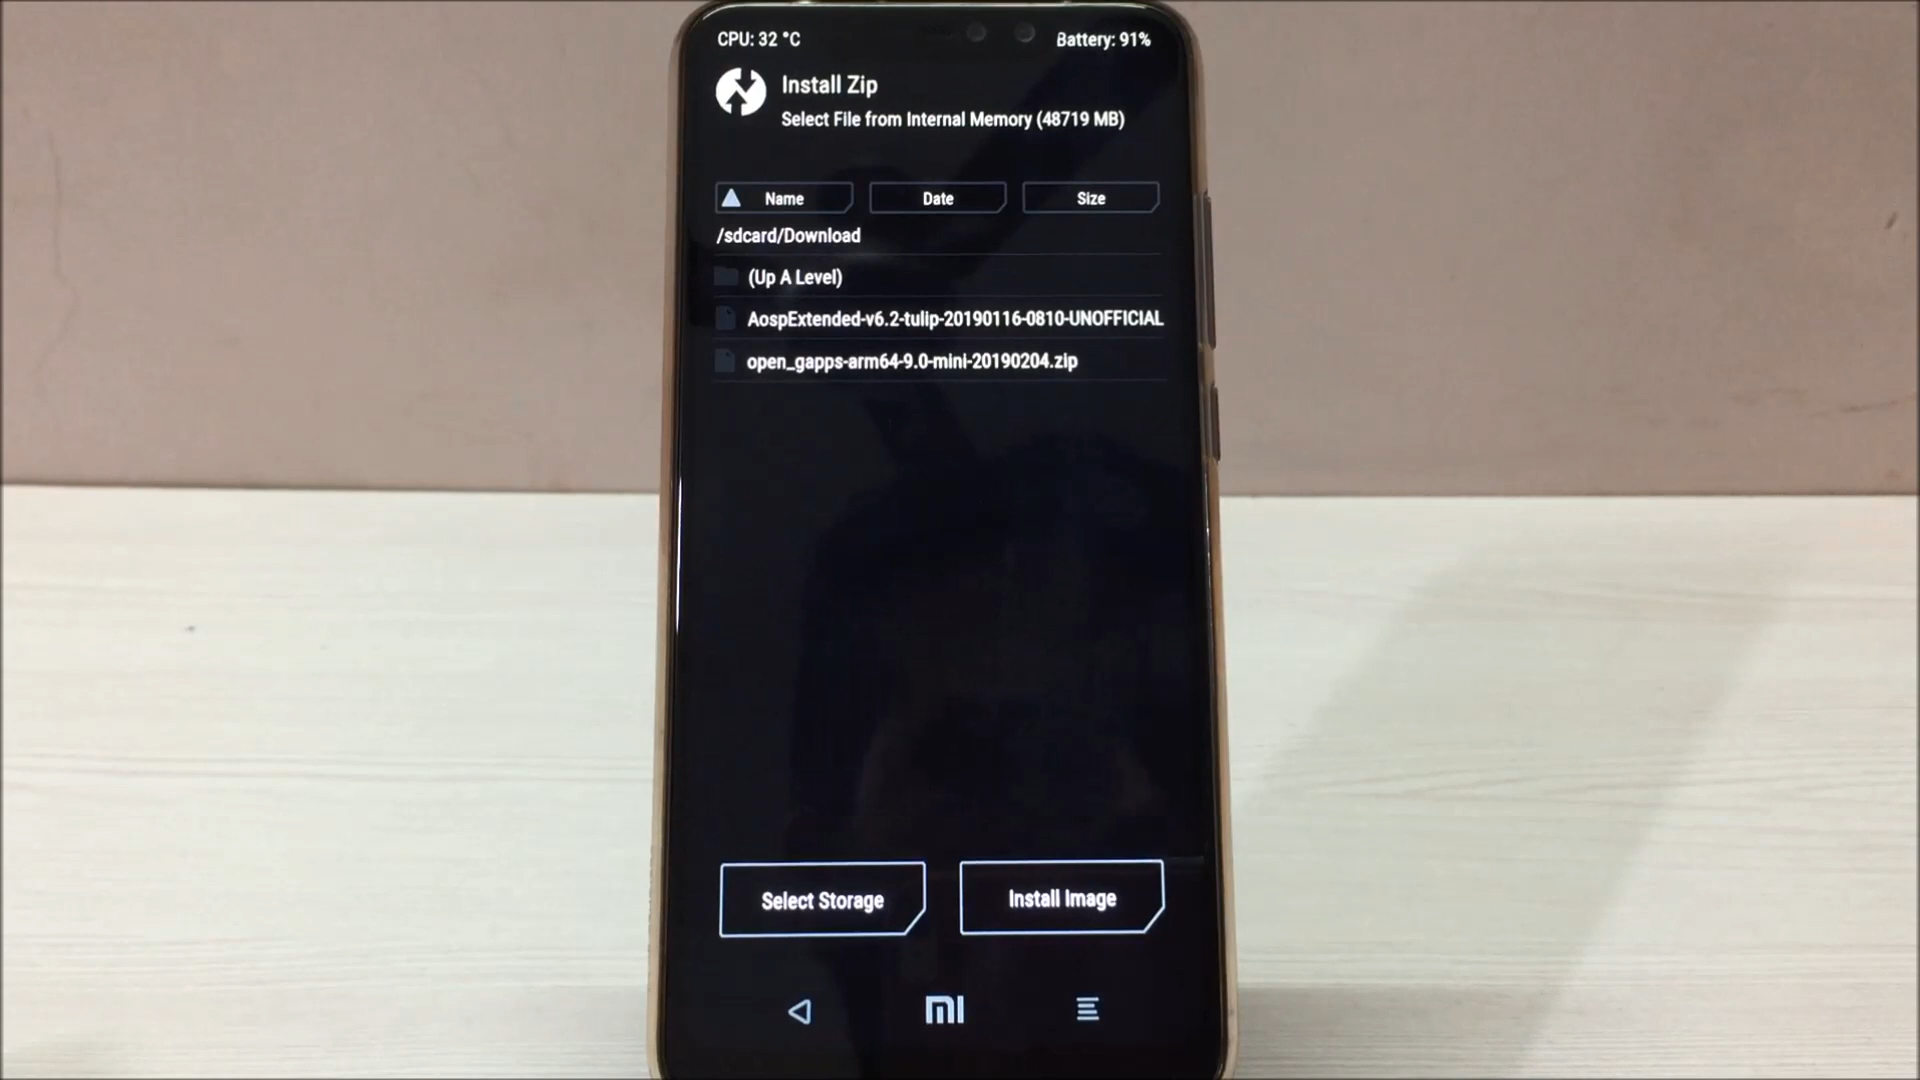 CPU: 32 °C
Battery: 91%
Install Zip
Select File from Internal Memory (48719 MB)
Name
Date
Size
/sdcard/Download
(Up A Level)
AospExtended-v6.2-tulip-20190116-0810-UNOFFICIAL
open_gapps-arm64-9.0-mini-20190204.zip
Select Storage
Install Image
MI